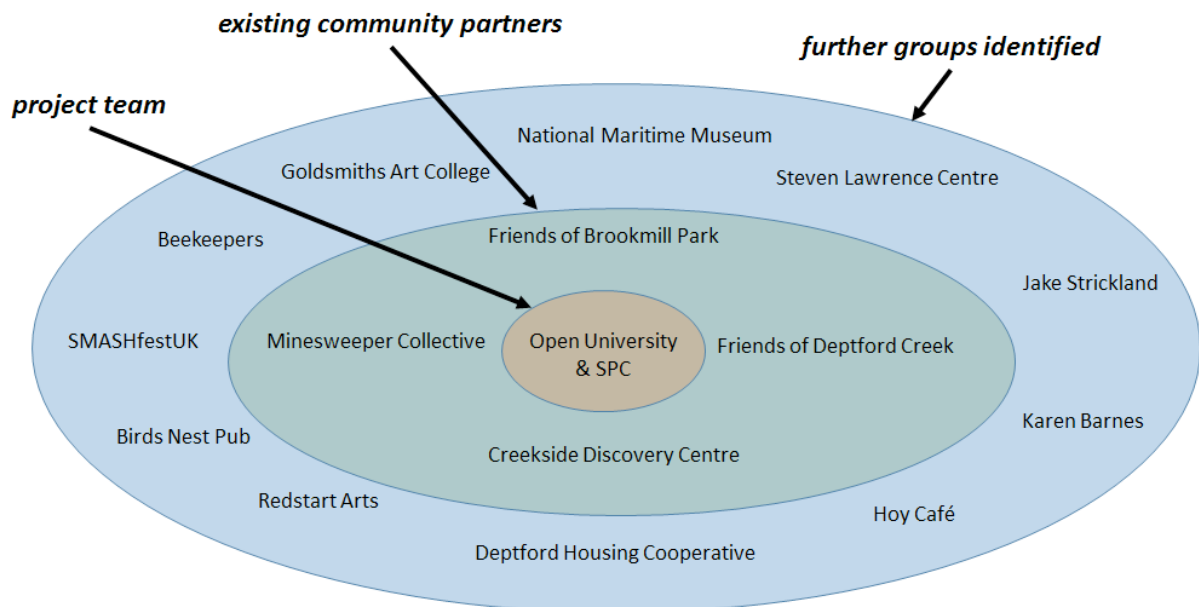 existing community partners
further groups identified
project team
National Maritime Museum
Goldsmiths Art College
Steven Lawrence Centre
Beekeepers
Friends of Brookmill Park
Jake Strickland
SMASHfestUK
Minesweeper Collective
Open University
& SPC
Friends of Deptford Creek
Birds Nest Pub
Karen Barnes
Creekside Discovery Centre
Redstart Arts
Hoy Café
Deptford Housing Cooperative